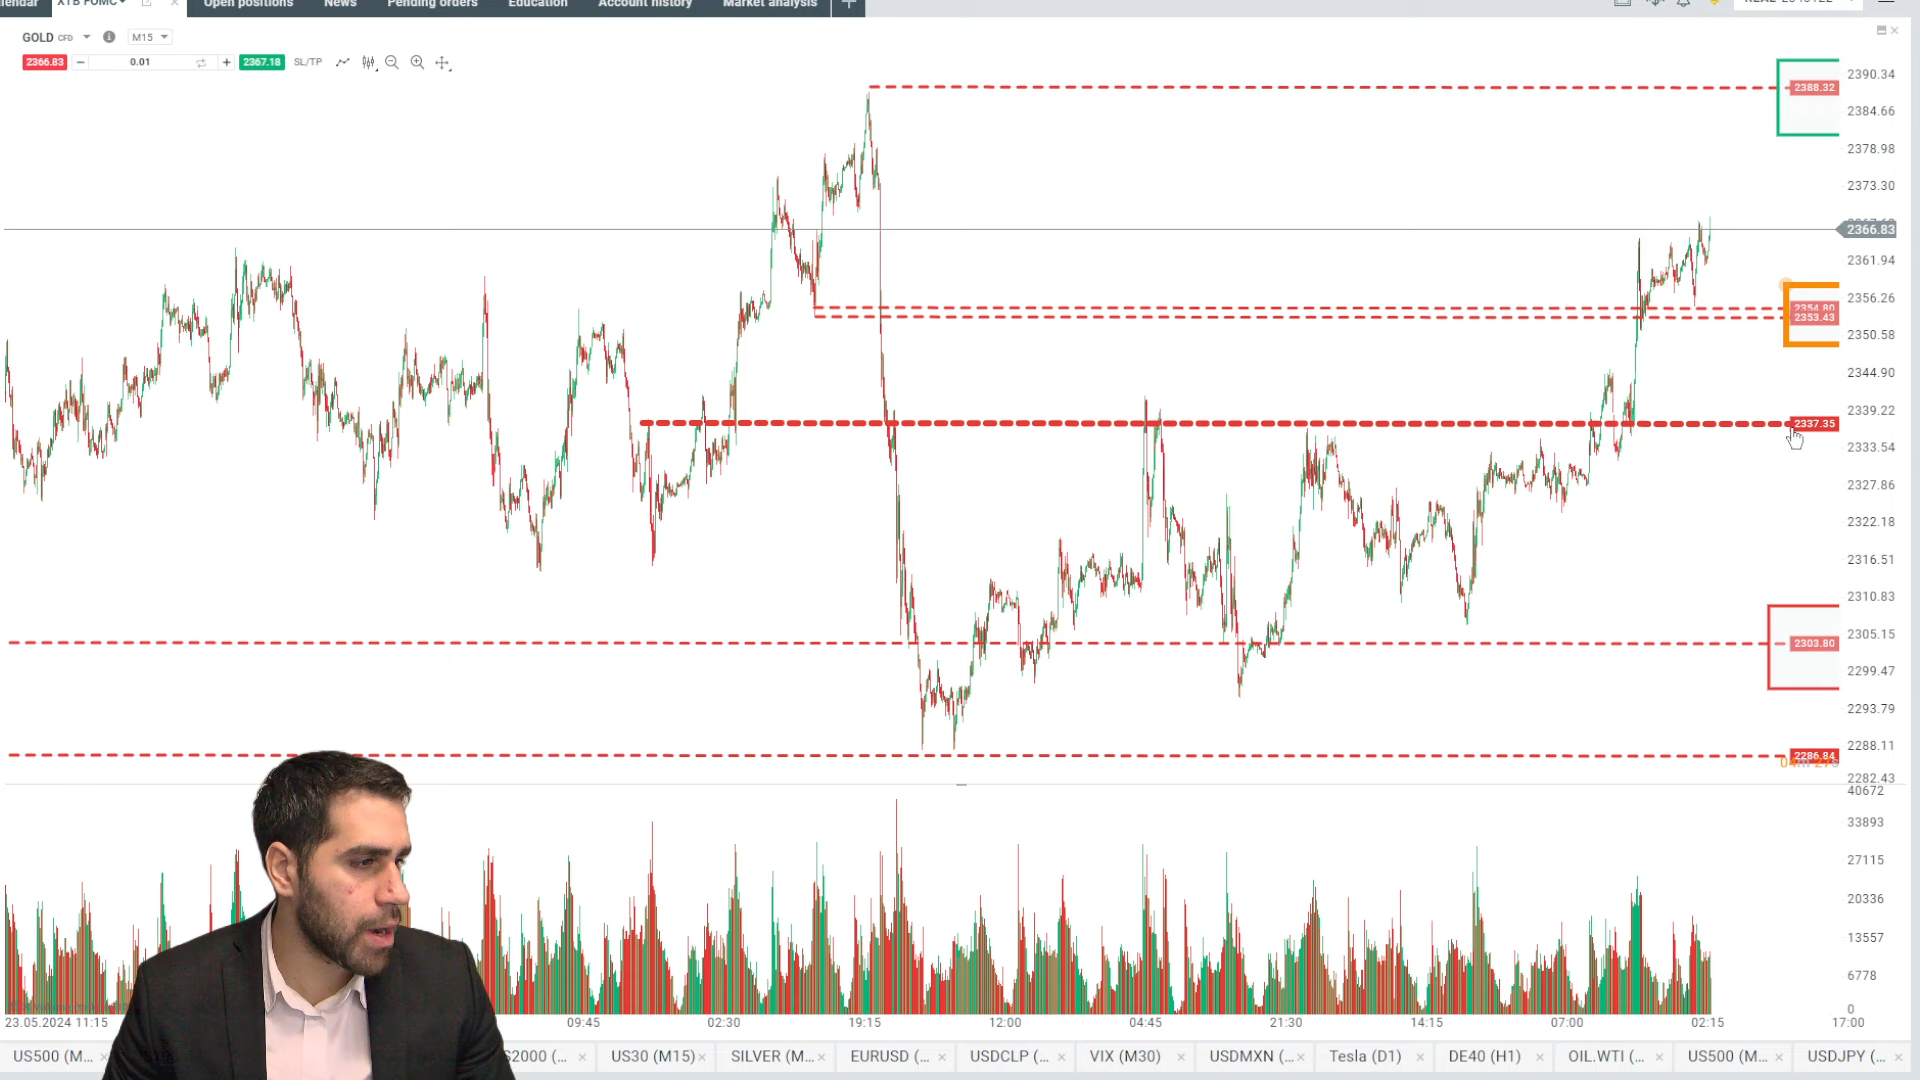 XTB FOMC
Open positions
News
Pending orders
Education
Account history
Market analysis
GOLD CFD
M15
2366.83
0.01
2367.18
SL/TP
2390.34
2388.32
2384.66
2378.98
2373.30
2366.83
2361.94
2356.26
2354.80
2353.43
2350.58
2344.90
2339.22
2337.35
2333.54
2327.86
2322.18
2316.51
2310.83
2305.15
2303.80
2299.47
2293.79
2288.11
2286.84
2282.43
40672
33893
27115
20336
13557
6778
0
23.05.2024 11:15
09:45
02:30
19:15
12:00
04:45
21:30
14:15
07:00
02:15
17:00
US500 (M...
US30 (M15)
SILVER (M...
EURUSD (...
USDCLP (...
VIX (M30)
USDMXN (...
Tesla (D1)
DE40 (H1)
OIL.WTI (...
US500 (M...
USDJPY (...